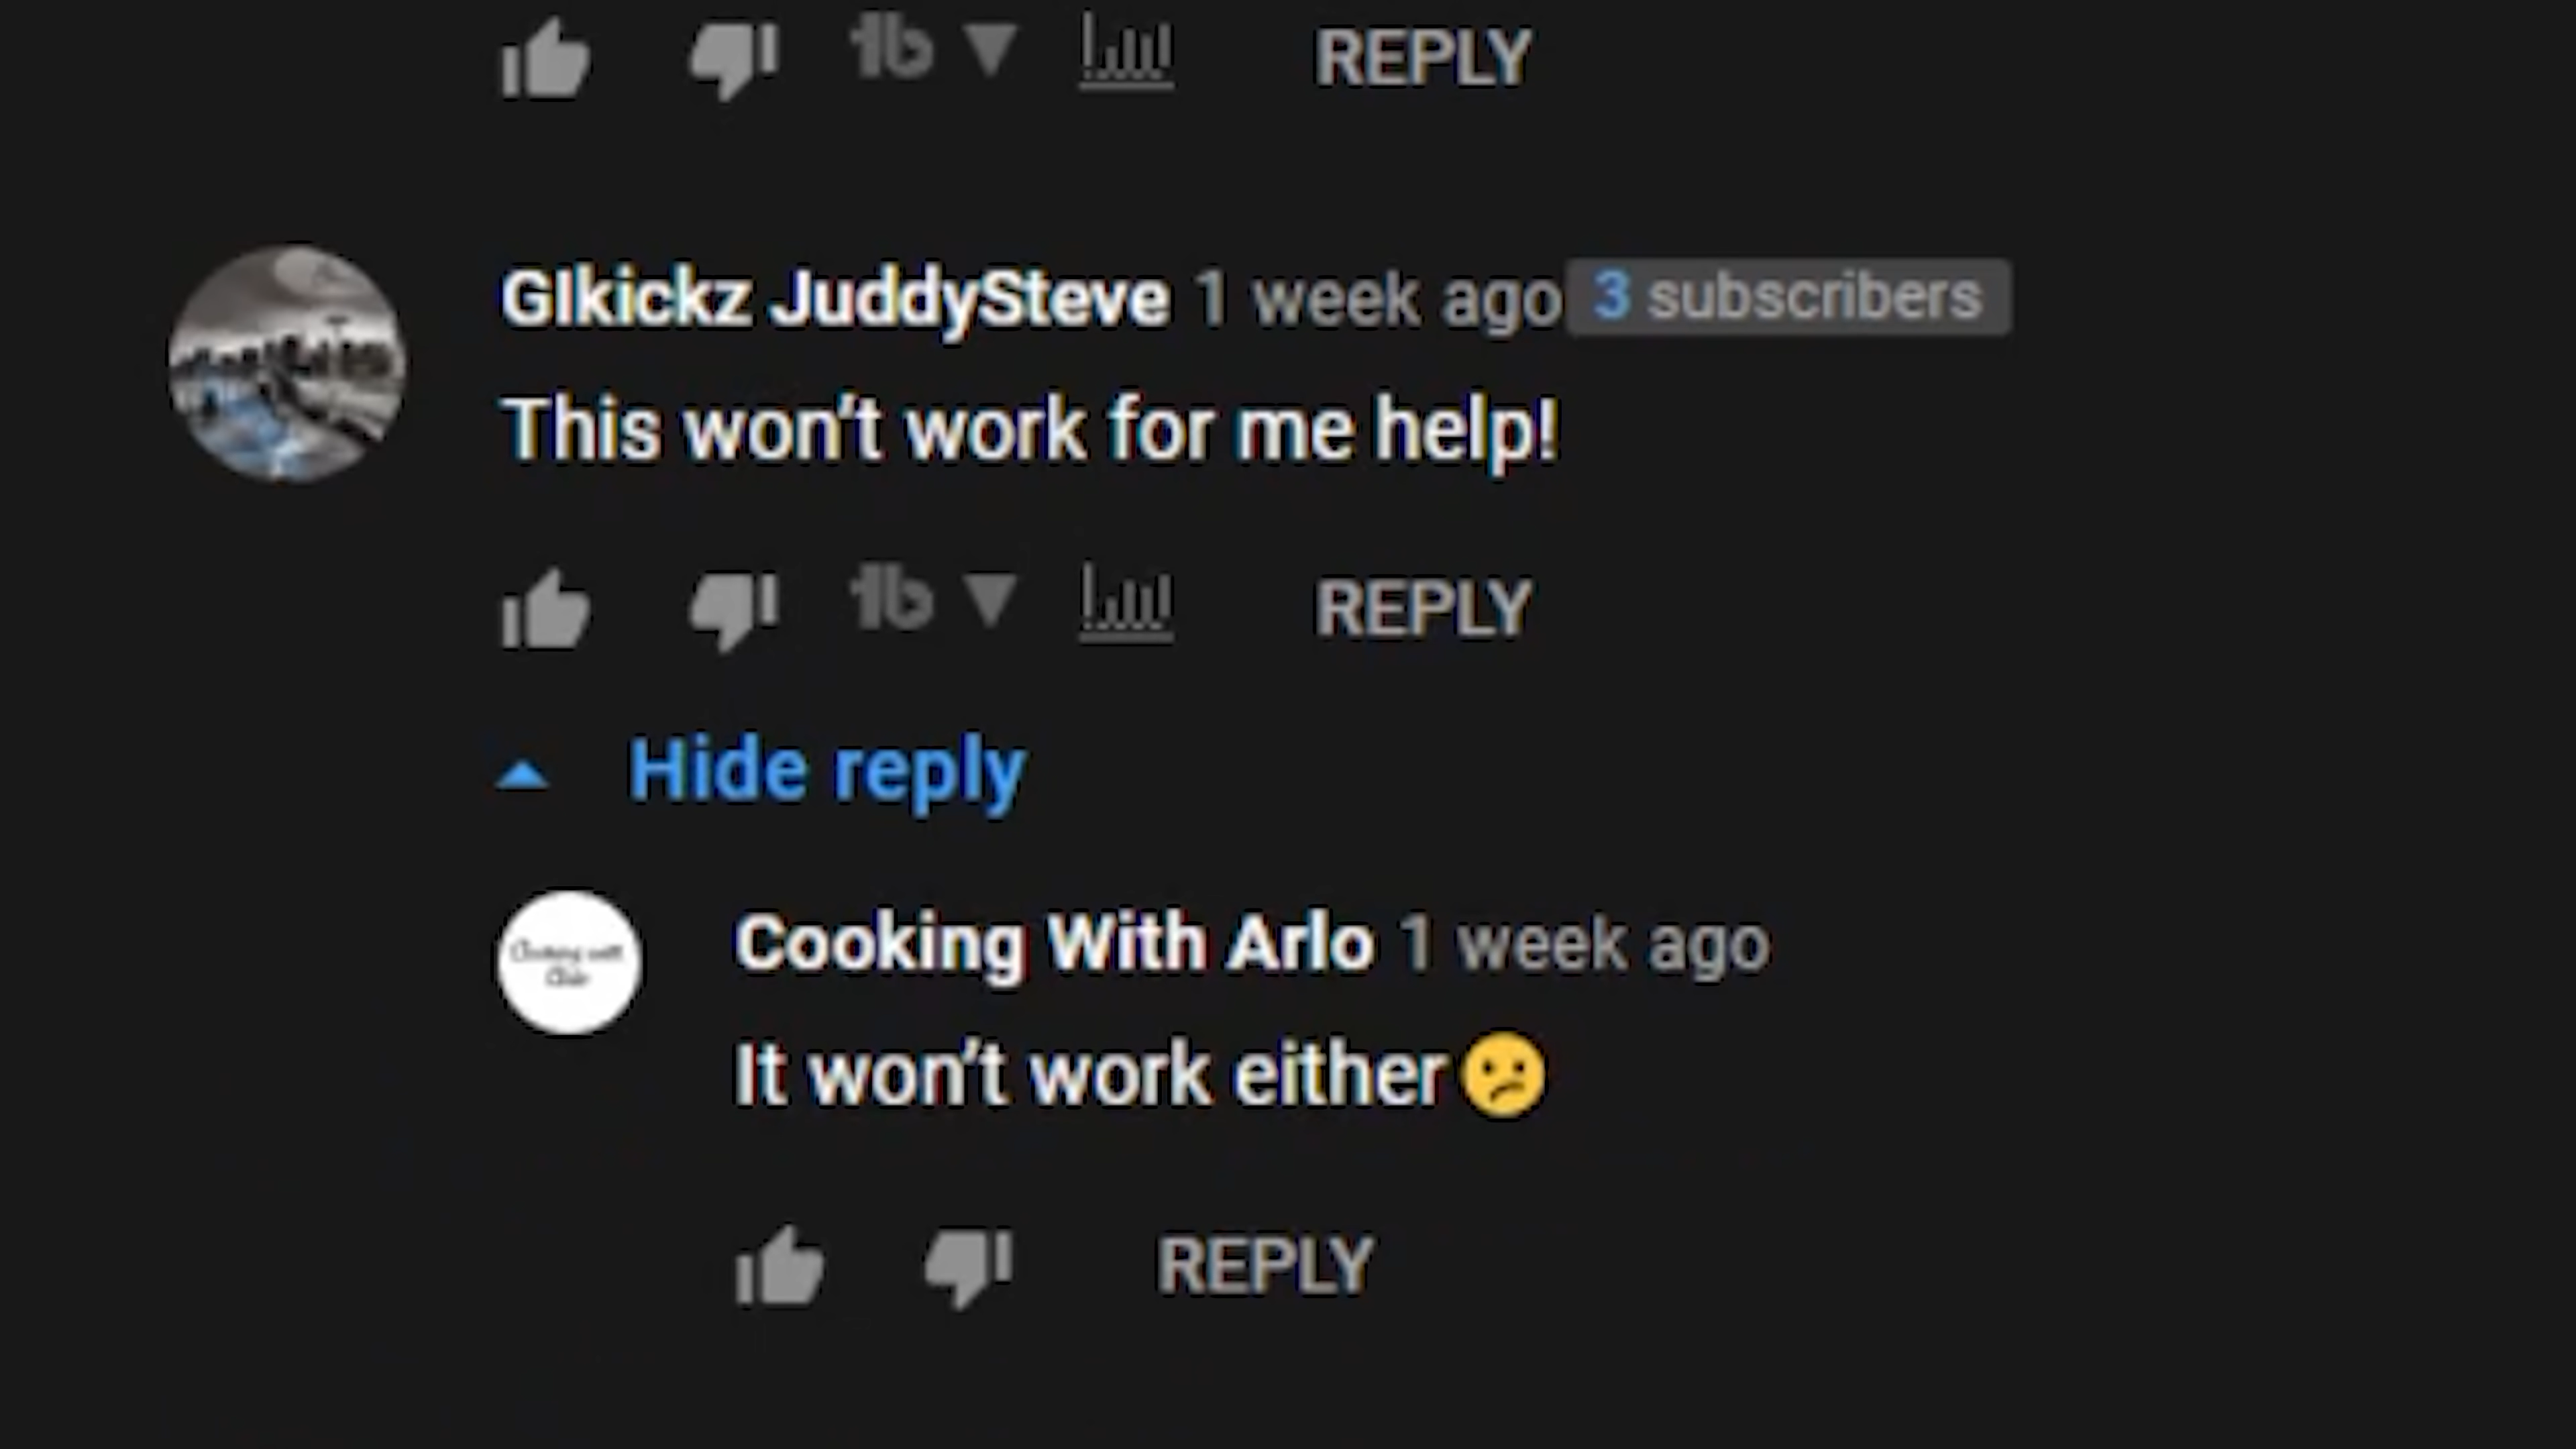 REPLY
GIkickz JuddySteve 1 week ago 3 subscribers
This won't work for me help!
REPLY
Hide reply
Cooking With Arlo 1 week ago
It won't work either😕
REPLY